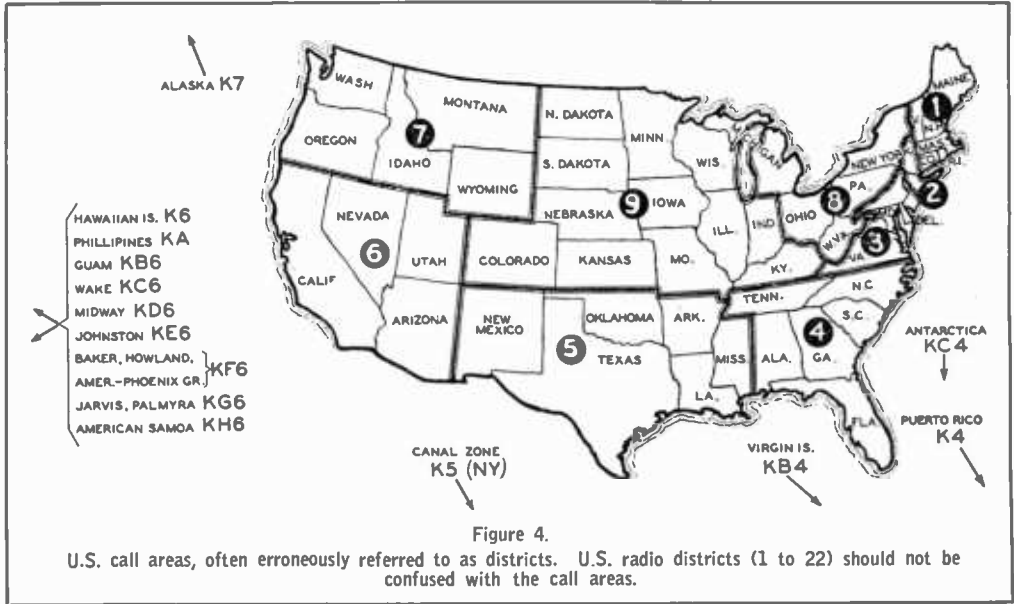 ALASKA K7
WASH
MONTANA
N. DAKOTA
MINN.
MAINE
1
OREGON
7
IDAHO
S. DAKOTA
WIS.
NEW YORK
WYOMING
HAWAIIAN IS. K6
PHILLIPINES KA
GUAM KB6
WAKE KC6
MIDWAY KD6
JOHNSTON KE6
BAKER, HOWLAND,
AMER.-PHOENIX GR. } KF6
JARVIS, PALMYRA KG6
AMERICAN SAMOA KH6
NEVADA
6
UTAH
CALIF
ARIZONA
NEBRASKA
9
IOWA
ILL.
IND
OHIO
8
PA.
2
DEL.
W.VA.
3
VA.
COLORADO
KANSAS
MO.
KY.
TENN.
N.C
S.C.
NEW
MEXICO
OKLAHOMA
ARK.
5
TEXAS
MISS.
ALA.
4
GA.
LA.
FLA.
ANTARCTICA
KC4
PUERTO RICO
K4
VIRGIN IS.
KB4
CANAL ZONE
K5 (NY)
Figure 4.
U.S. call areas, often erroneously referred to as districts. U.S. radio districts (1 to 22) should not be
confused with the call areas.